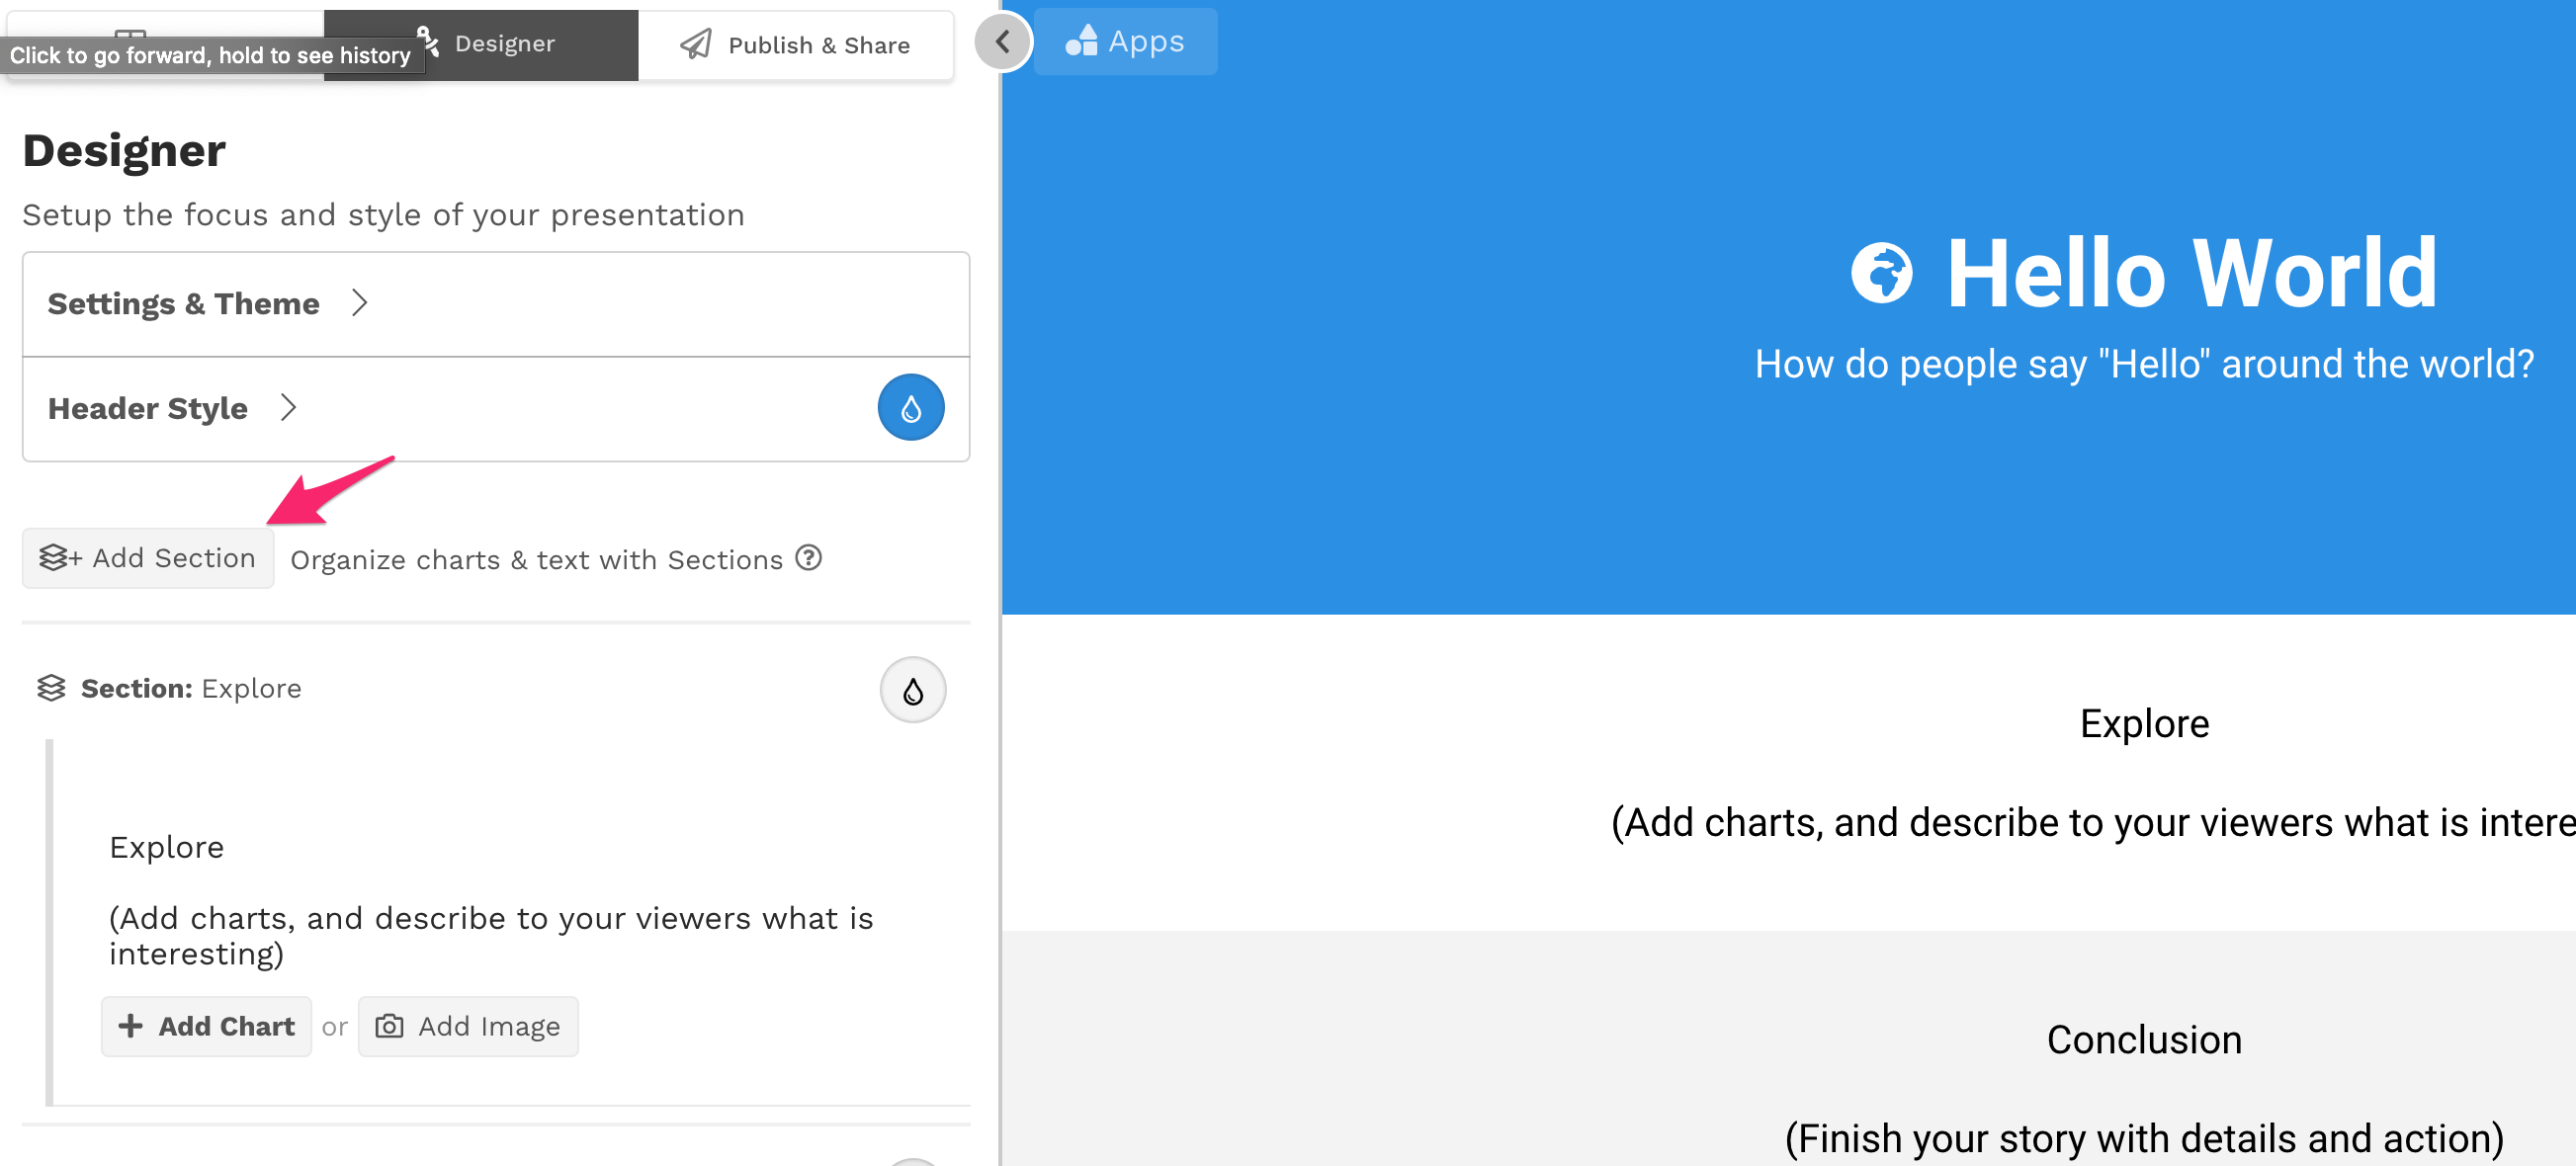 Click to go forward, hold to see history
Designer
Publish & Share
Apps
Designer
Setup the focus and style of your presentation
Settings & Theme
Header Style
+ Add Section
Organize charts & text with Sections ?
Section: Explore
Explore
(Add charts, and describe to your viewers what is
interesting)
+ Add Chart or Add Image
Hello World
How do people say "Hello" around the world?
Explore
(Add charts, and describe to your viewers what is
Conclusion
(Finish your story with details and action)